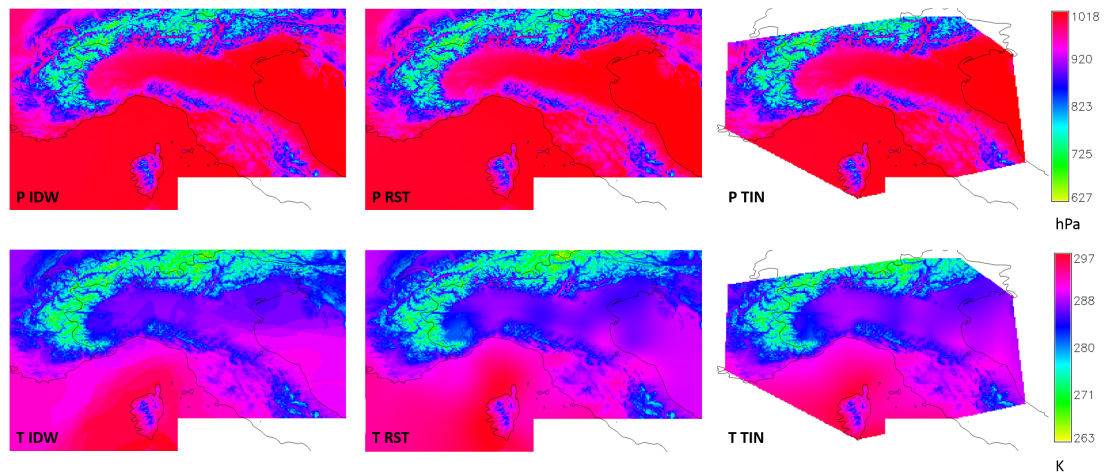 1018
920
823
725
627
P IDW
P RST
P TIN
hPa
297
288
280
271
263
T IDW
T RST
T TIN
K